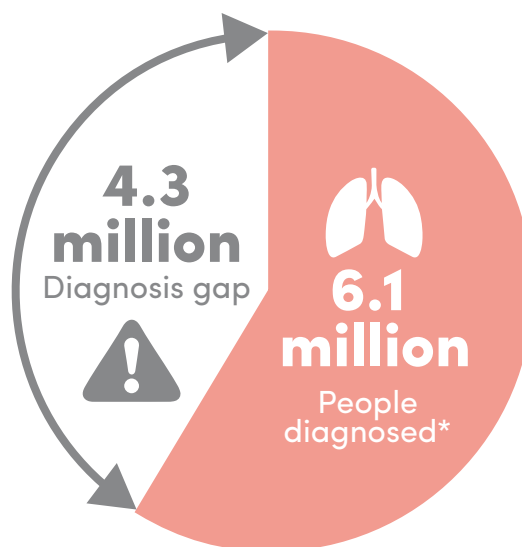 4.3
million
Diagnosis gap
6.1
million
People
diagnosed*